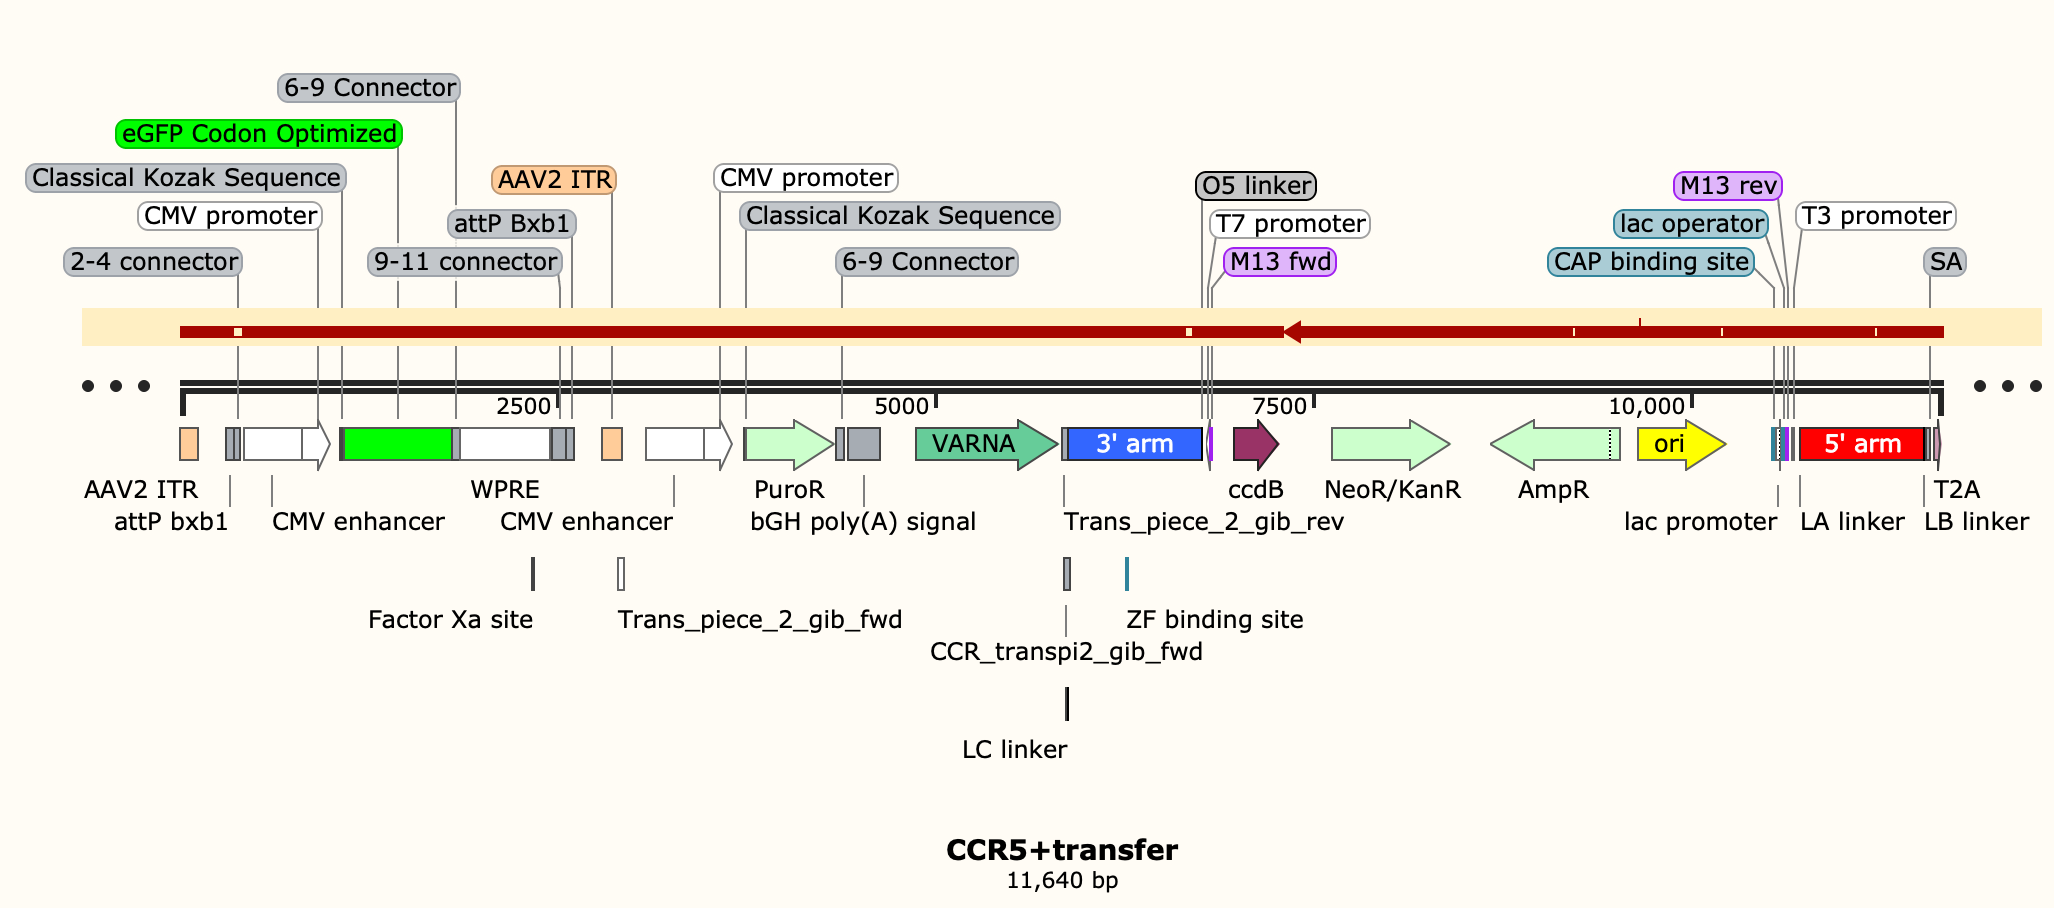 6-9 Connector
eGFP Codon Optimized
Classical Kozak Sequence
AAV2 ITR
CMV promoter
O5 linker
M13 rev
CMV promoter
attP Bxb1
Classical Kozak Sequence
T7 promoter
lac operator
T3 promoter
2-4 connector
9-11 connector
6-9 Connector
M13 fwd
CAP binding site
SA
2500
5000
7500
10,000
VARNA
3' arm
ori
5' arm
AAV2 ITR
WPRE
PuroR
ccdB
NeoR/KanR
AmpR
T2A
attP bxb1
CMV enhancer
CMV enhancer
bGH poly(A) signal
Trans_piece_2_gib_rev
lac promoter
LA linker
LB linker
Factor Xa site
Trans_piece_2_gib_fwd
ZF binding site
CCR_transpi2_gib_fwd
LC linker
CCR5+transfer
11,640 bp